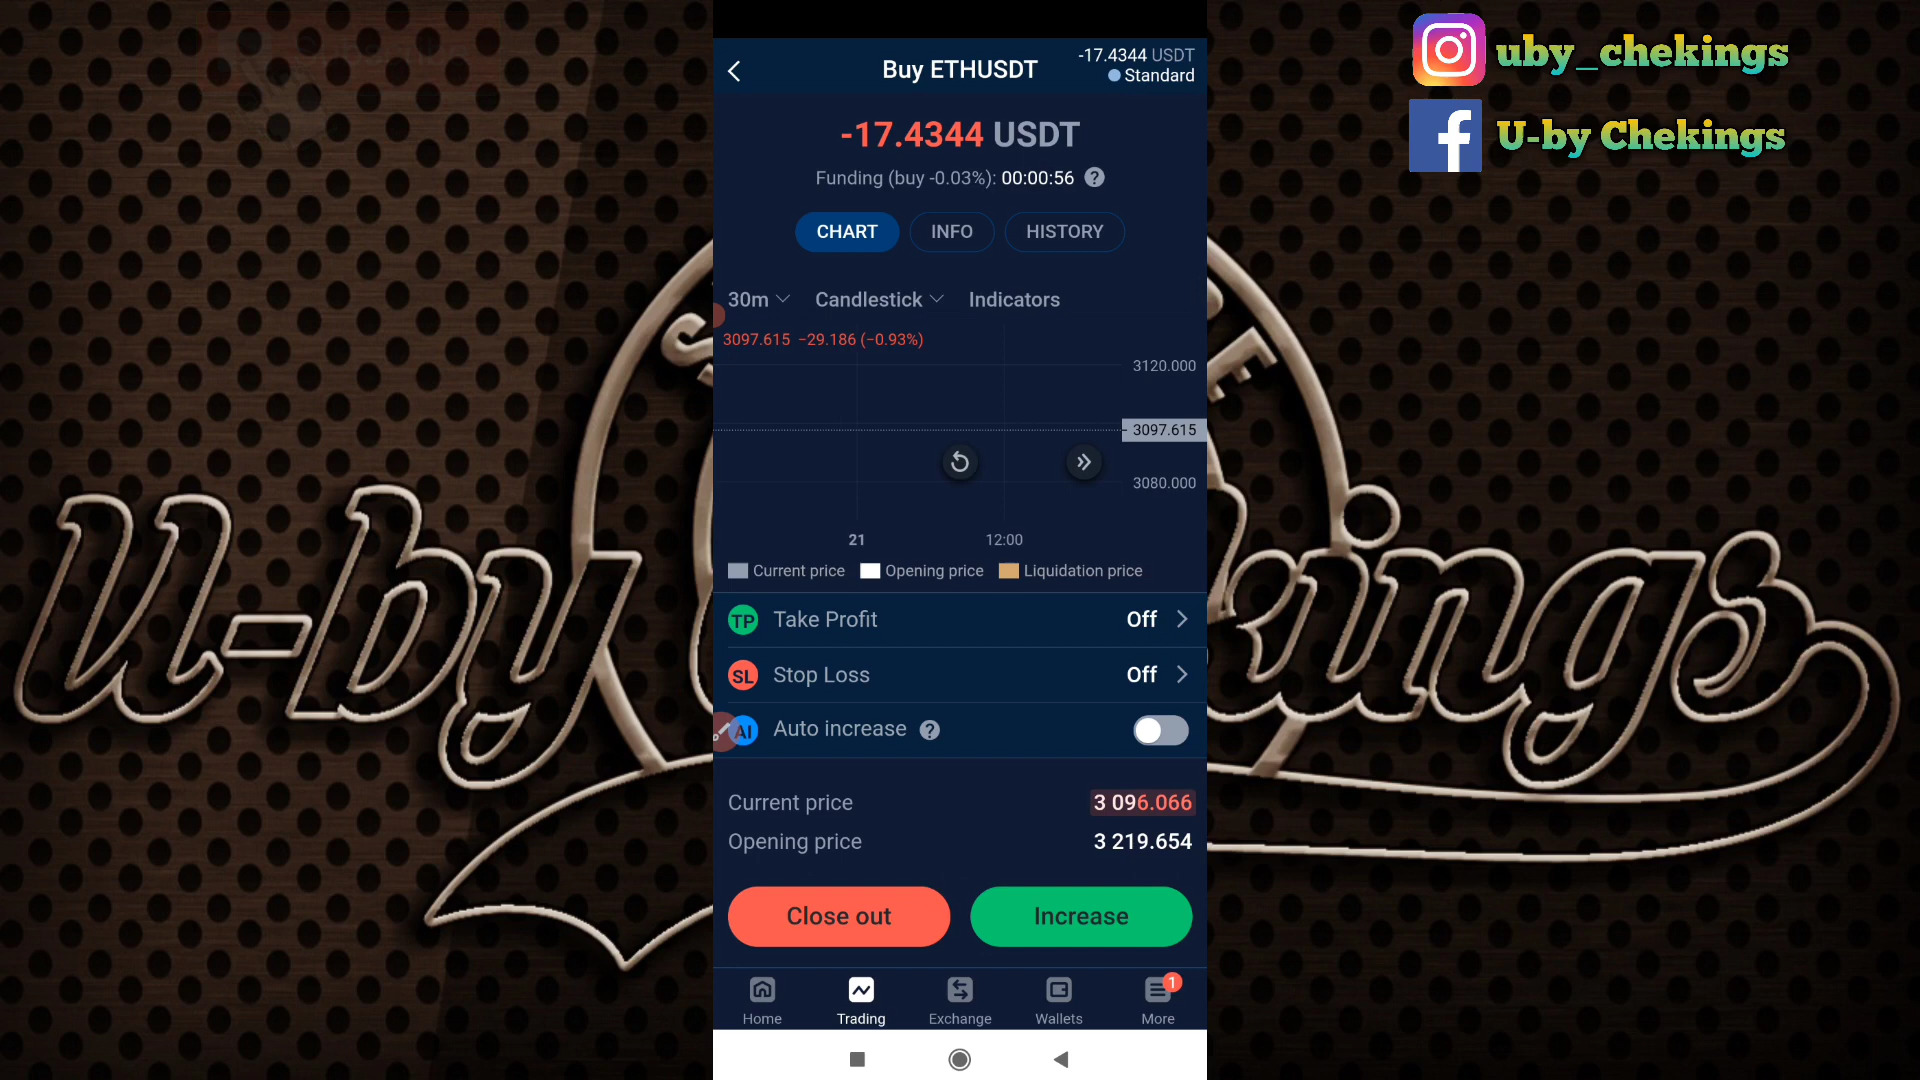 uby_chekings
U-by Chekings
Buy ETHUSDT
-17.4344 USDT
Standard
-17.4344 USDT
Funding (buy -0.03%): 00:00:56 ?
CHART
INFO
HISTORY
30m
Candlestick
Indicators
3097.615 −29.186 (−0.93%)
3120.000
3097.615
3080.000
21
12:00
Current price
Opening price
Liquidation price
TP Take Profit Off
SL Stop Loss Off
AI Auto increase ?
Current price 3 096.066
Opening price 3 219.654
Close out
Increase
Home
Trading
Exchange
Wallets
1
More